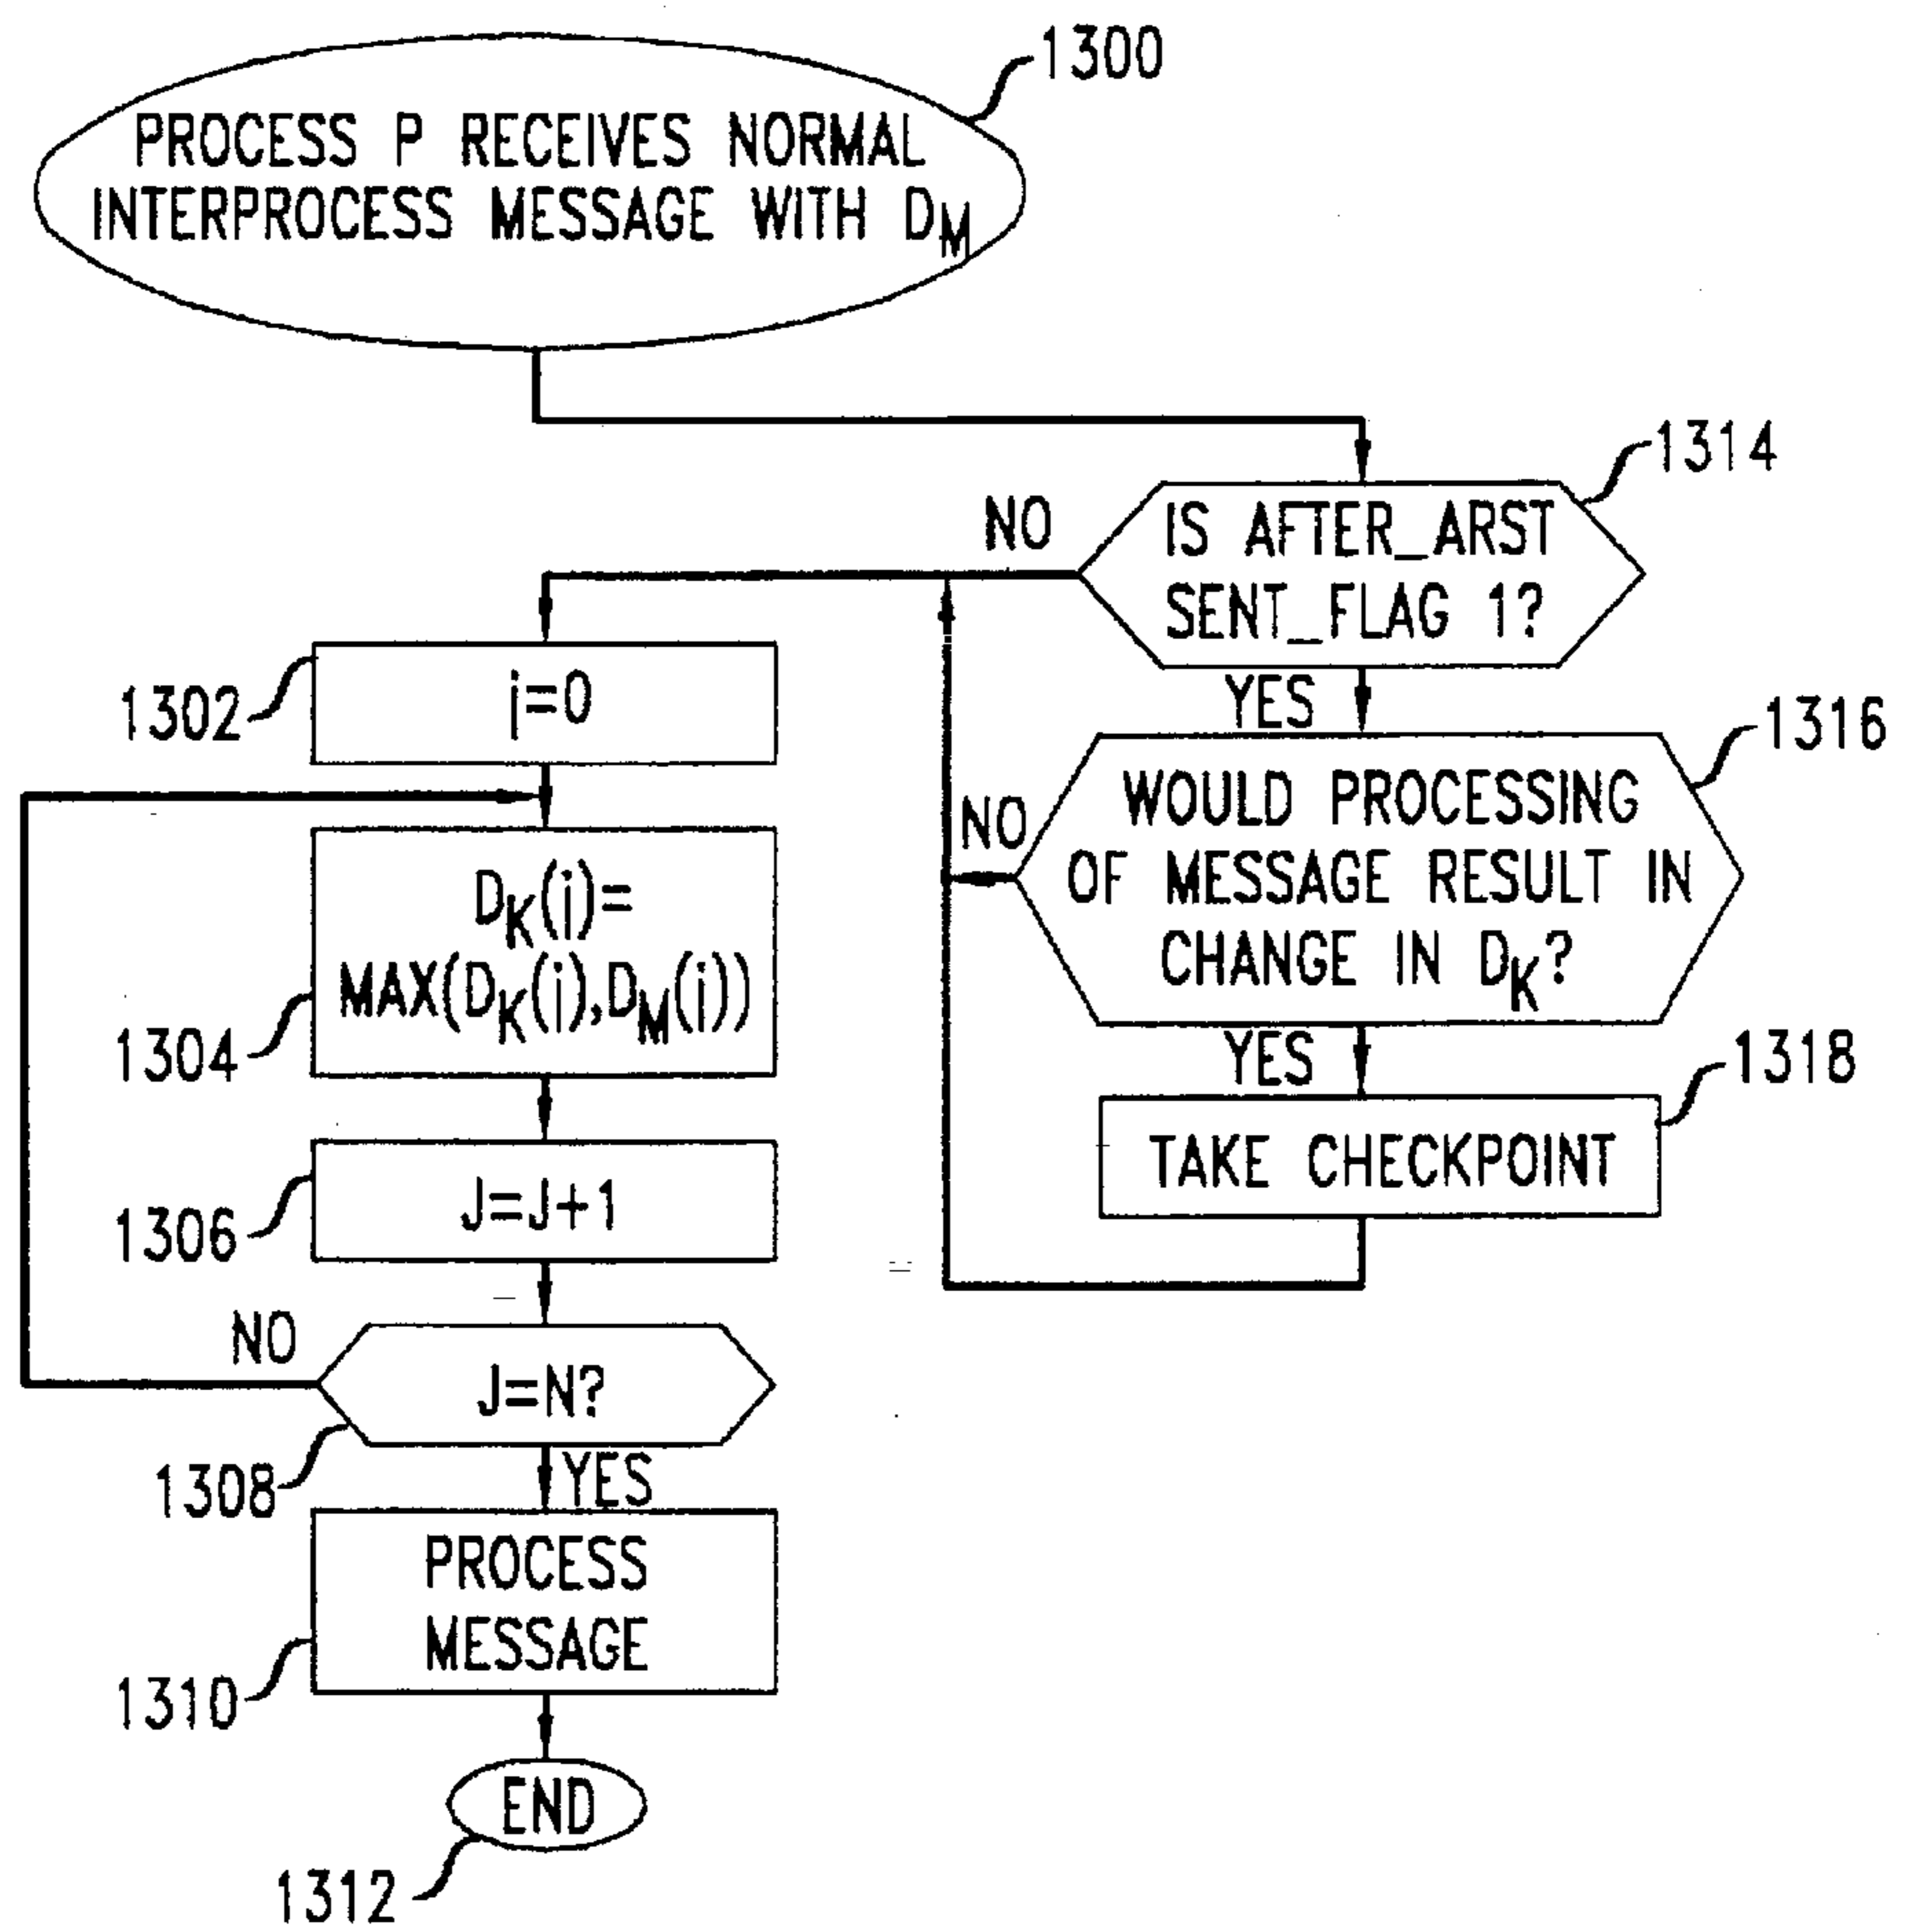 1300
PROCESS P RECEIVES NORMAL
INTERPROCESS MESSAGE WITH DM
1314
IS AFTER_ARST
SENT_FLAG 1?
NO
YES
1302
j=0
1316
WOULD PROCESSING
OF MESSAGE RESULT IN
CHANGE IN DK?
NO
YES
1304
DK(i)=
MAX(DK(i),DM(i))
1318
TAKE CHECKPOINT
1306
J=J+1
NO
J=N?
1308
YES
PROCESS
MESSAGE
1310
END
1312